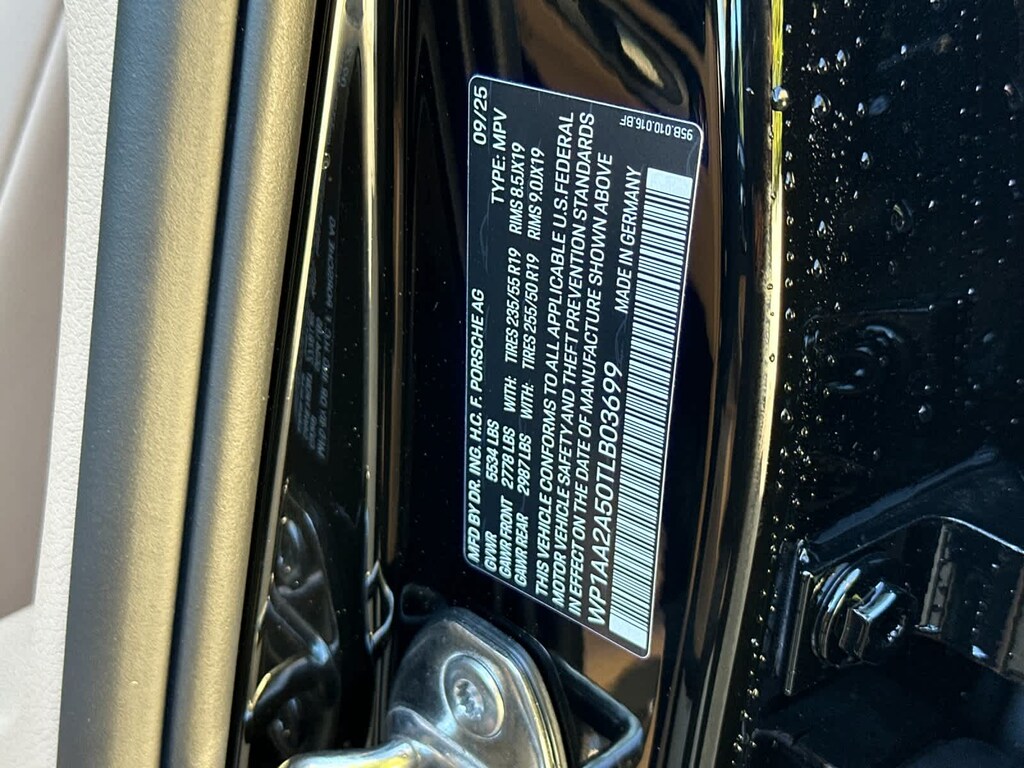 MFD BY DR. ING. H.C. F. PORSCHE AG 09/25
GVWR 5534 LBS TYPE: MPV
GAWR FRONT 2778 LBS WITH: TIRES 235/55 R19 RIMS 8.5JX19
GAWR REAR 2987 LBS WITH: TIRES 255/50 R19 RIMS 9.0JX19
THIS VEHICLE CONFORMS TO ALL APPLICABLE U.S.FEDERAL
MOTOR VEHICLE SAFETY AND THEFT PREVENTION STANDARDS
IN EFFECT ON THE DATE OF MANUFACTURE SHOWN ABOVE
WP1AA2A50TLB03699 MADE IN GERMANY
95B.010.016.BF